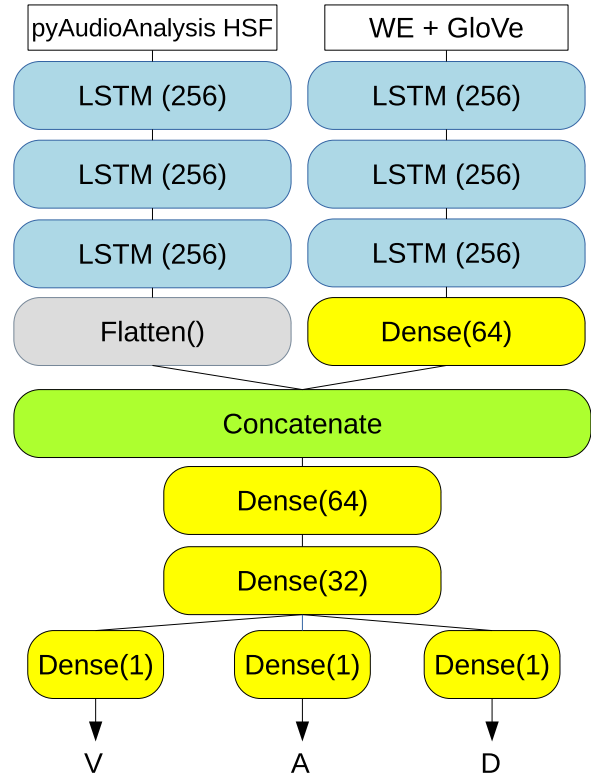 pyAudioAnalysis HSF
WE + GloVe
LSTM (256)
LSTM (256)
LSTM (256)
LSTM (256)
LSTM (256)
LSTM (256)
Flatten()
Dense(64)
Concatenate
Dense(64)
Dense(32)
Dense(1)
Dense(1)
Dense(1)
V
A
D